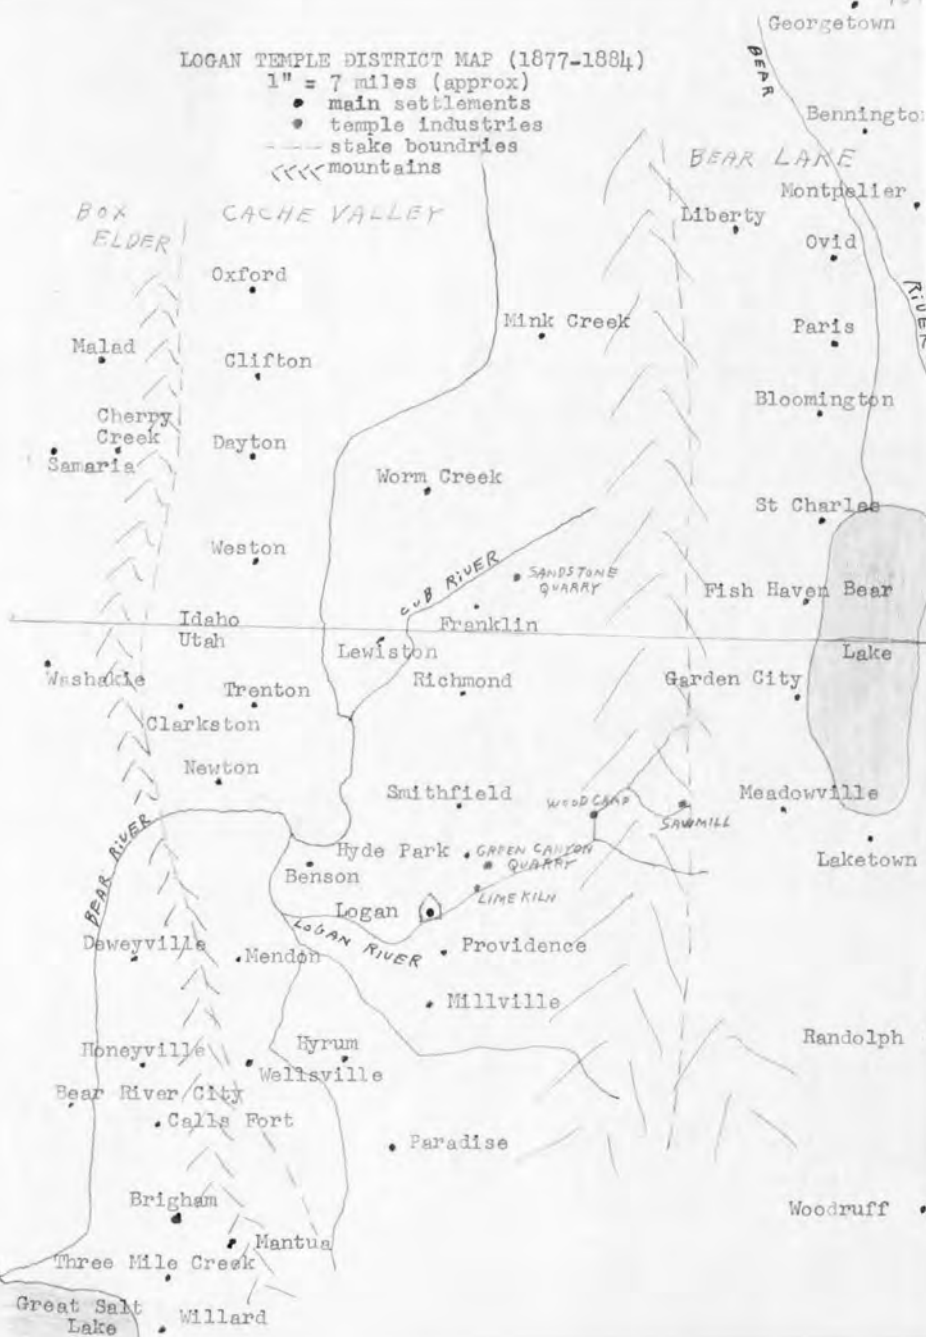 Georgetown
LOGAN TEMPLE DISTRICT MAP (1877-1884)
1" = 7 miles (approx)
main settlements
temple industries
stake boundries
mountains
BEAR
Bennington
BEAR LAKE
Montpelier
BOX
ELDER
CACHE VALLEY
Liberty
Ovid
Oxford
RIVER
Mink Creek
Paris
Malad
Clifton
Bloomington
Cherry
Creek
Samaria
Dayton
Worm Creek
St Charles
Weston
CUB RIVER
SANDSTONE
QUARRY
Fish Haven
Bear
Lake
Idaho
Utah
Franklin
Lewiston
Washakie
Trenton
Richmond
Garden City
Clarkston
Newton
Smithfield
WOOD CAMP
SAWMILL
Meadowville
BEAR RIVER
Hyde Park
GREEN CANYON
QUARRY
Laketown
Benson
LIME KILN
Logan
LOGAN RIVER
Deweyville
Mendon
Providence
Millville
Honeyville
Hyrum
Wellsville
Randolph
Bear River City
Calls Fort
Paradise
Brigham
Woodruff
Mantua
Three Mile Creek
Great Salt
Lake
Willard